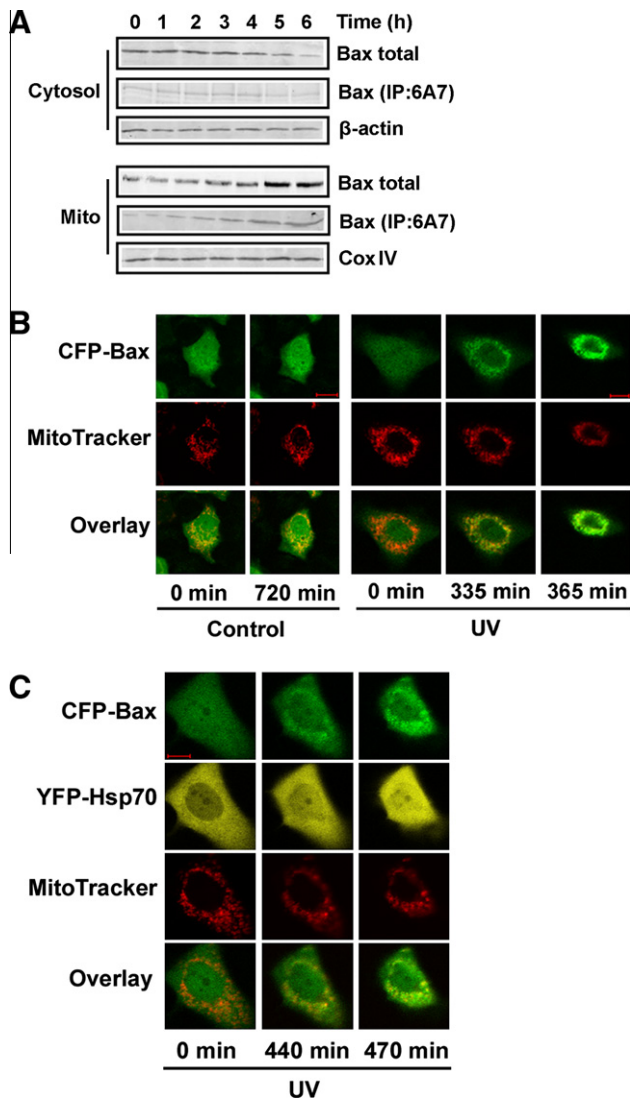 A
0 1 2 3 4 5 6 Time (h)
Bax total
Cytosol
Bax (IP:6A7)
β-actin
Bax total
Mito
Bax (IP:6A7)
Cox IV
B
CFP-Bax
MitoTracker
Overlay
0 min 720 min 0 min 335 min 365 min
Control UV
C
CFP-Bax
YFP-Hsp70
MitoTracker
Overlay
0 min 440 min 470 min
UV